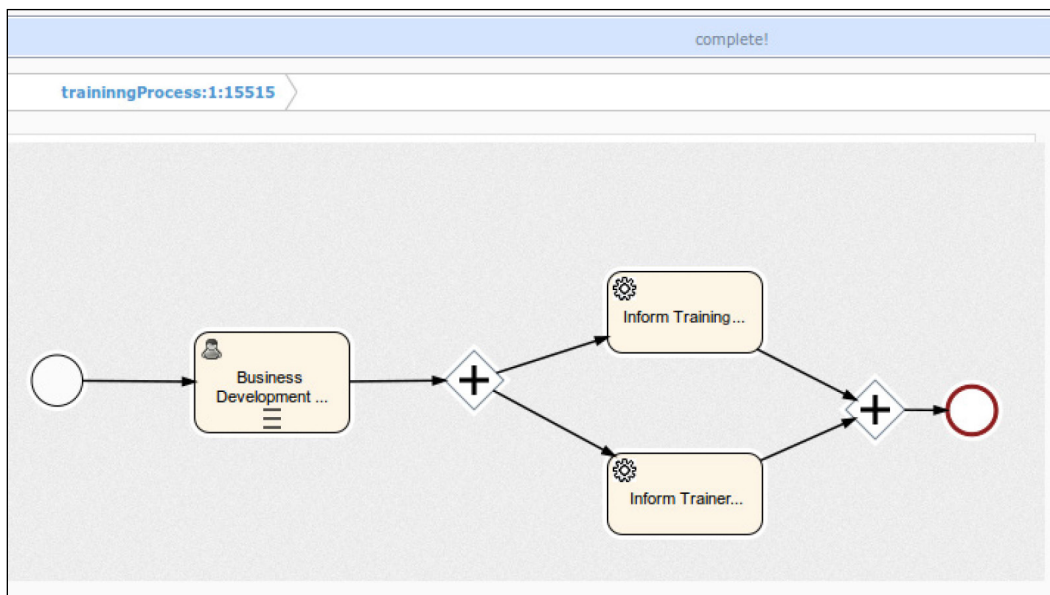 complete!
traininngProcess:1:15515
Inform Training...
Business
Development ...
Inform Trainer...